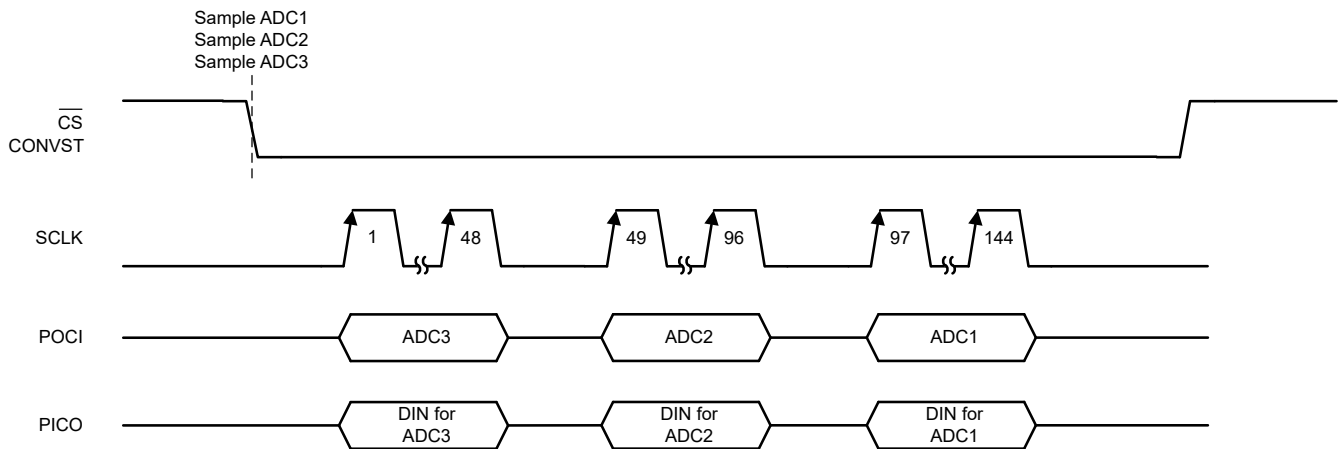 Sample ADC1
Sample ADC2
Sample ADC3
CS
CONVST
SCLK
1
48
49
96
97
144
POCI
ADC3
ADC2
ADC1
PICO
DIN for
ADC3
DIN for
ADC2
DIN for
ADC1